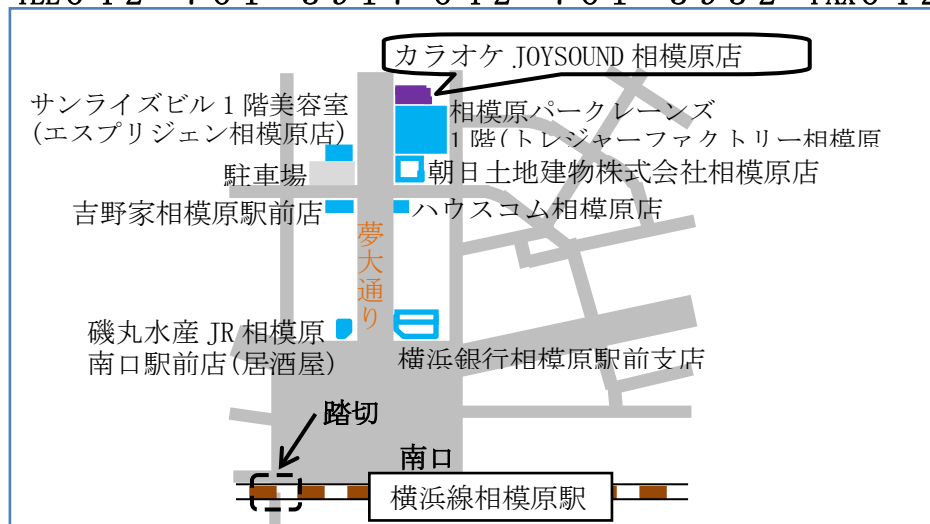 カラオケ JOYSOUND 相模原店
サンライズビル1階美容室
(エスプリジェン相模原店)
相模原パークレーンズ
1階(トレジャーファクトリー相模原
駐車場
朝日土地建物株式会社相模原店
吉野家相模原駅前店
ハウスコム相模原店
夢大通り
磯丸水産 JR 相模原
南口駅前店(居酒屋)
横浜銀行相模原駅前支店
踏切
南口
横浜線相模原駅